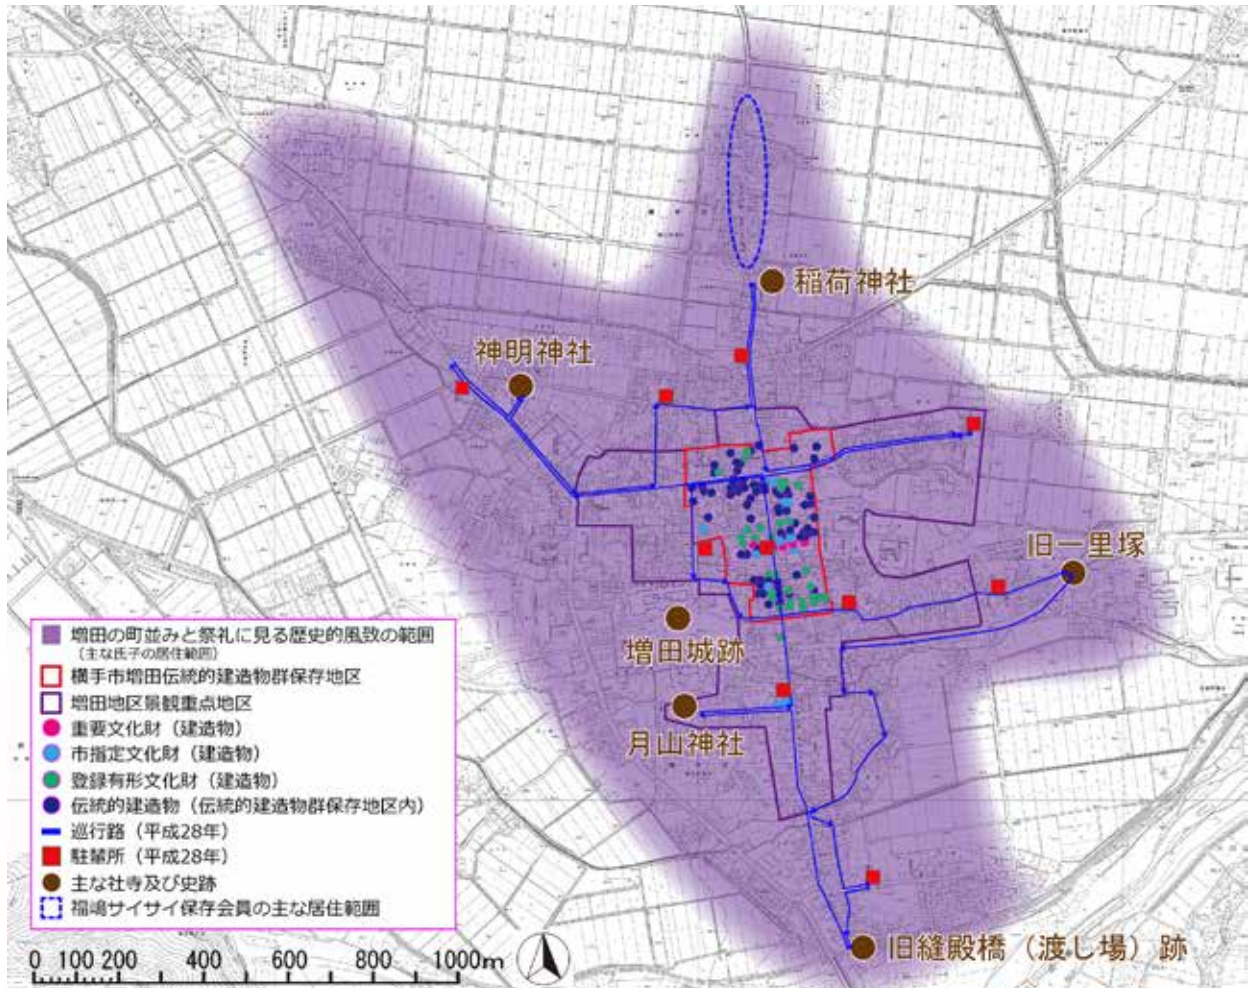 稲荷神社
神明神社
旧一里塚
増田城跡
月山神社
旧縫殿橋（渡し場）跡
増田の町並みと祭礼に見る歴史的風致の範囲
（主な氏子の居住範囲）
横手市増田伝統的建造物群保存地区
増田地区景観重点地区
重要文化財（建造物）
市指定文化財（建造物）
登録有形文化財（建造物）
伝統的建造物（伝統的建造物群保存地区内）
巡行路（平成28年）
駐輦所（平成28年）
主な社寺及び史跡
福嶋サイサイ保存会員の主な居住範囲
0 100 200 400 600 800 1000m